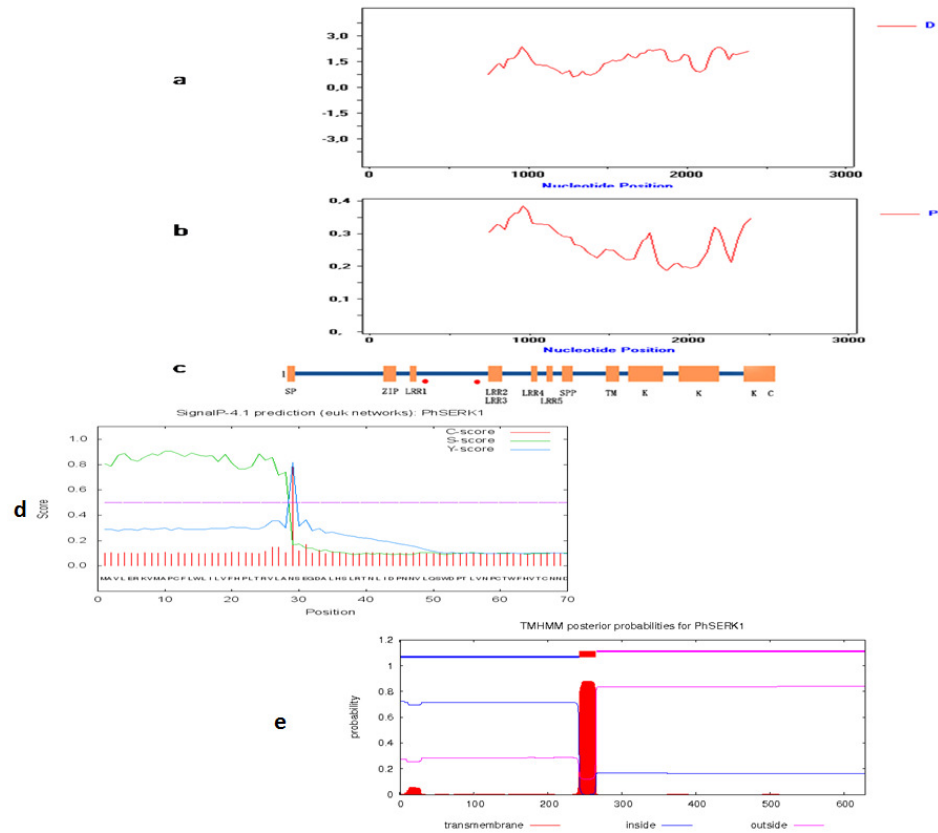 a
3,0
1,5
0,0
-1,5
-3,0
D
0 1000 2000 3000
Nucleotide Position
b
0,4
0,3
0,2
0,1
0,
P
0 1000 2000 3000
Nucleotide Position
c
1
SP ZIP LRR1 LRR2 LRR4 SPP TM K K K C
LRR3 LRR5
SignalP-4.1 prediction (euk networks): PhSERK1
d
C-score
S-score
Y-score
1.0
0.8
0.6
0.4
0.2
0.0
Score
MAVLERKVMAPCFLWLILVFHPLTRVLANSEGDALHSLRTNLIDPNNVLQSWDPTLVNPCTWFHVTCNND
0 10 20 30 40 50 60 70
Position
TMHMM posterior probabilities for PhSERK1
e
1.2
1
0.8
0.6
0.4
0.2
0
probability
0 100 200 300 400 500 600
transmembrane inside outside